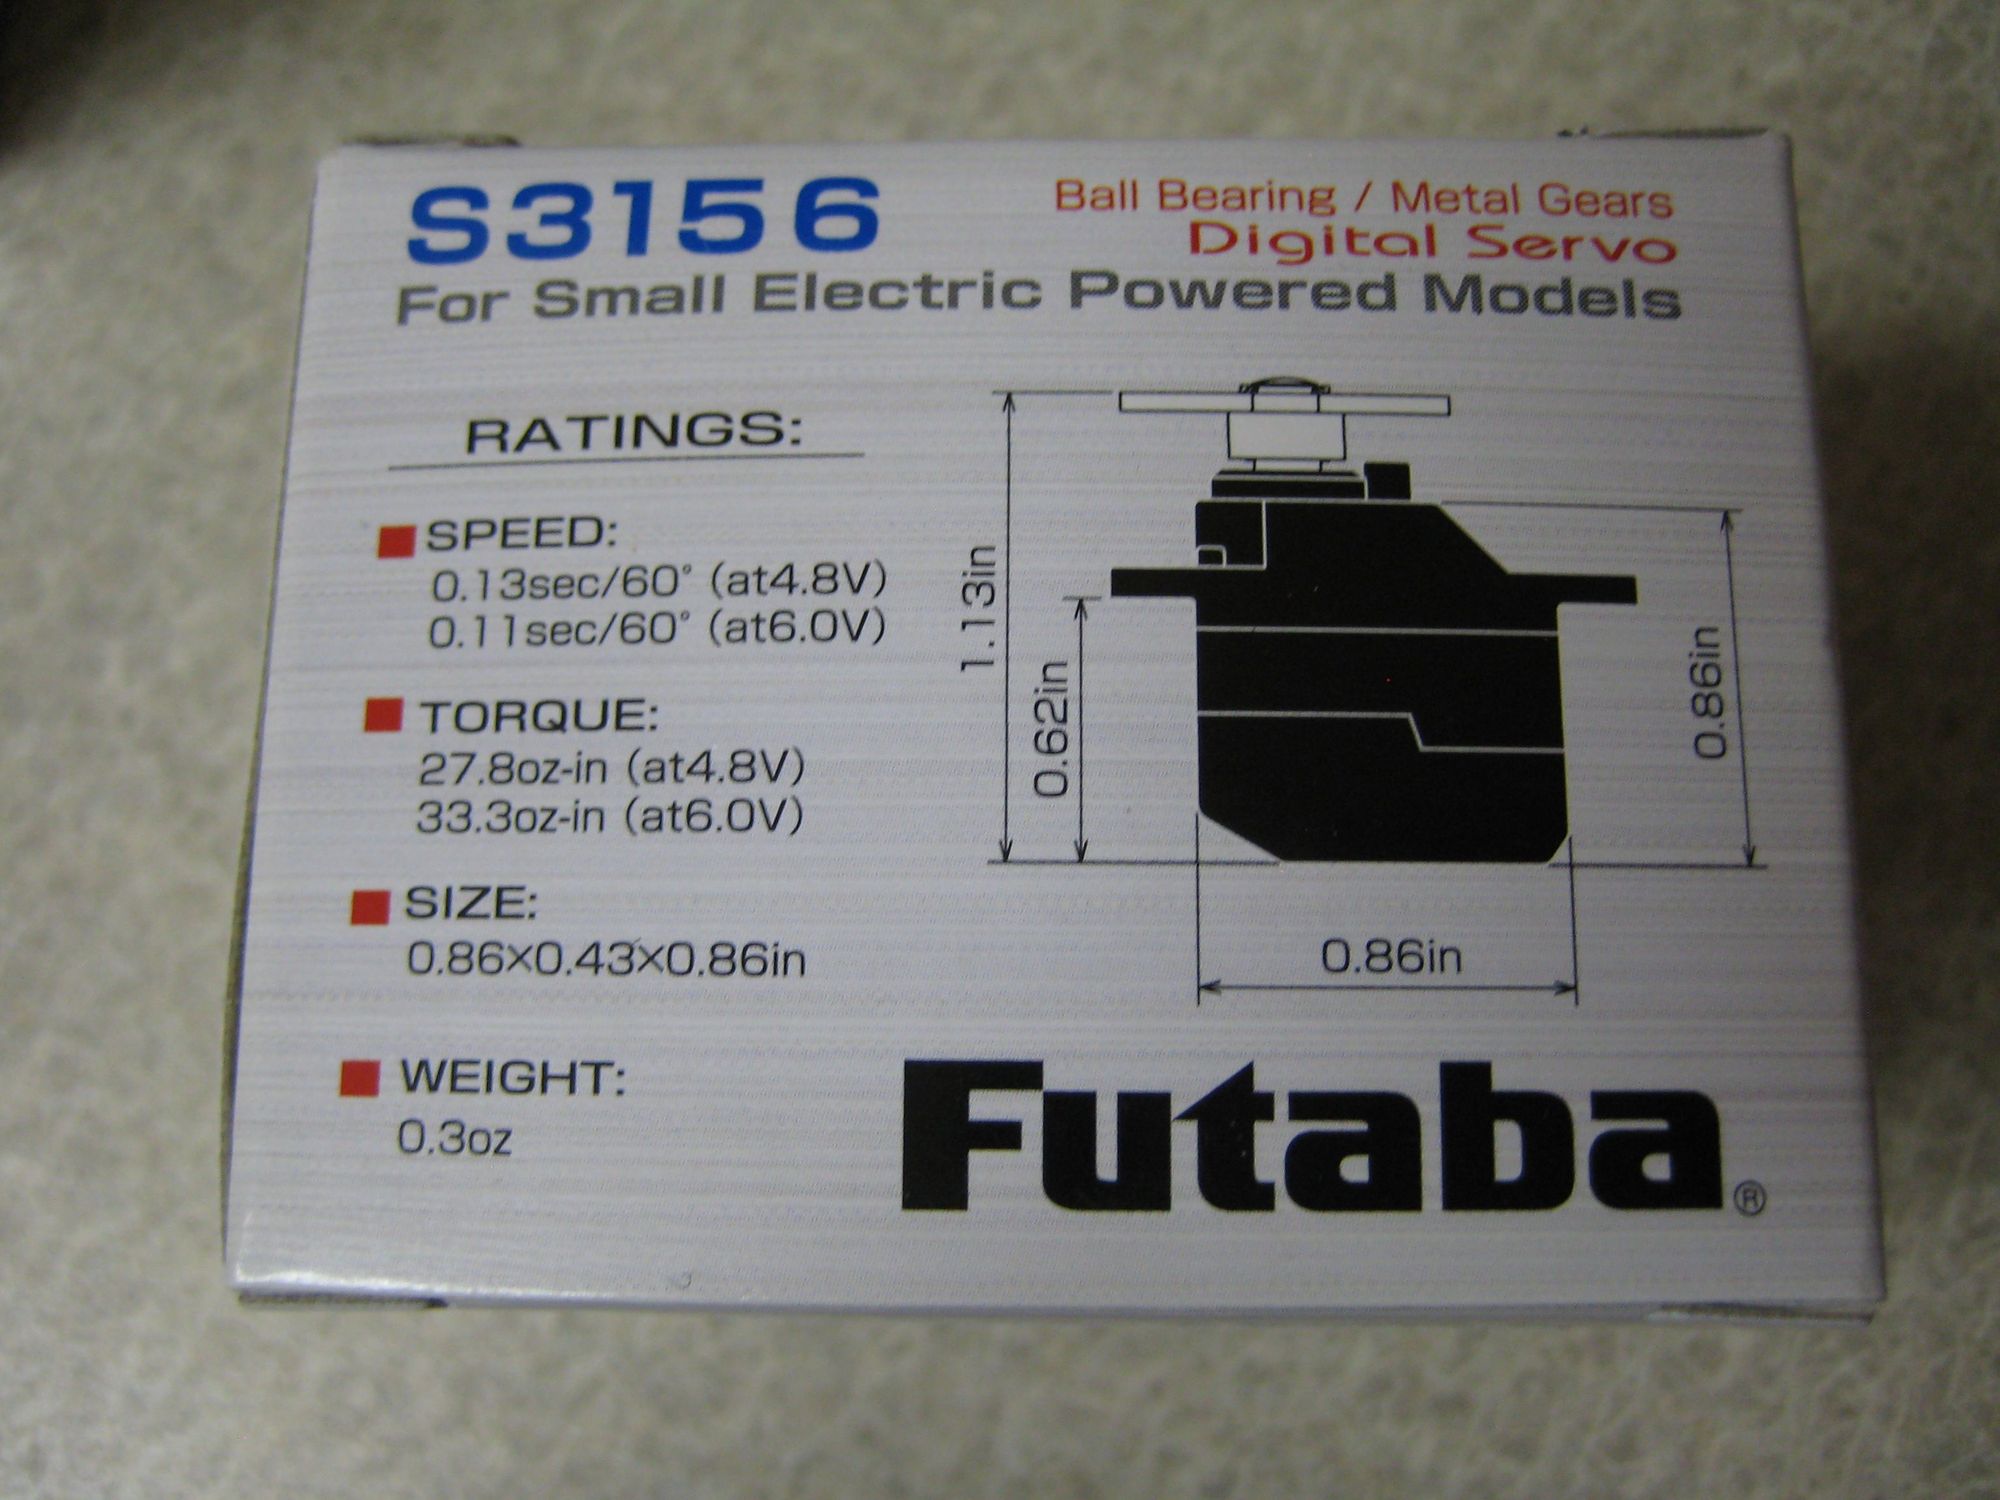 S3156
Ball Bearing / Metal Gears
Digital Servo
For Small Electric Powered Models
RATINGS:
SPEED:
0.13sec/60° (at4.8V)
0.11sec/60° (at6.0V)
TORQUE:
27.8oz-in (at4.8V)
33.3oz-in (at6.0V)
SIZE:
0.86×0.43×0.86in
WEIGHT:
0.3oz
1.13in
0.62in
0.86in
0.86in
Futaba®